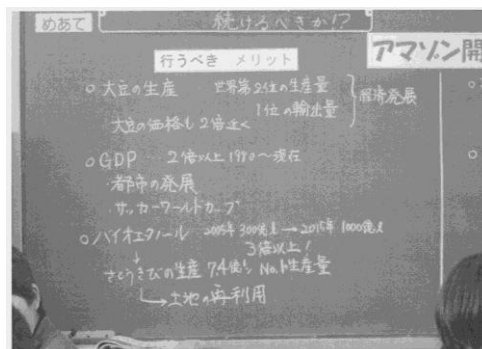 めあて
続けるべきか!?
行うべき メリット
アマゾン開
○大豆の生産 世界第2位の生産量
1位の輸出量
経済発展
大豆の価格も2倍近く
○GDP 2倍以上 1990〜現在
・都市の発展
・サッカーワールドカップ
○バイオエタノール 2005年300億ℓ→2015年1000億ℓ
3倍以上!
↓
さとうきびの生産 7.4億t No.1生産量
↳土地の再利用